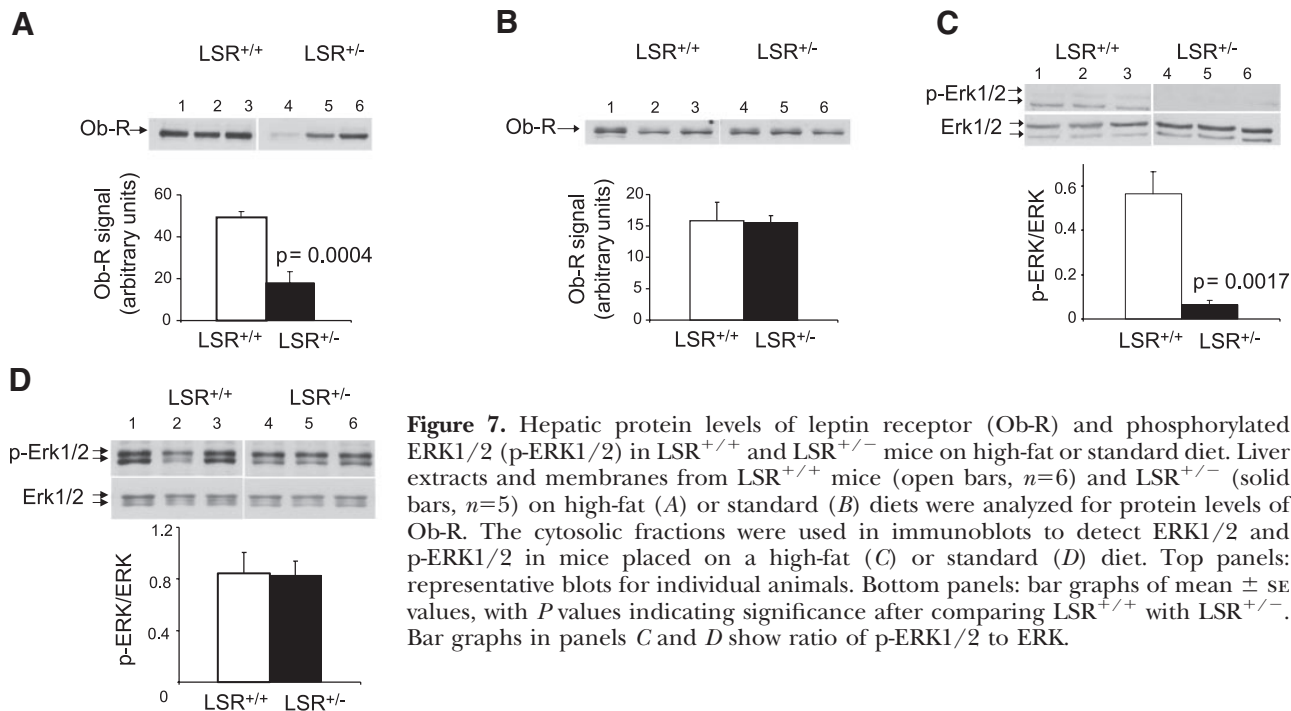 A
LSR+/+ LSR+/-
1 2 3 4 5 6
Ob-R
Ob-R signal
(arbitrary units)
60
40
20
0
p= 0.0004
LSR+/+ LSR+/-
B
LSR+/+ LSR+/-
1 2 3 4 5 6
Ob-R
Ob-R signal
(arbitrary units)
20
15
10
5
0
LSR+/+ LSR+/-
C
LSR+/+ LSR+/-
1 2 3 4 5 6
p-Erk1/2
Erk1/2
p-ERK/ERK
0.6
0.2
0
p= 0.0017
LSR+/+ LSR+/-
D
LSR+/+ LSR+/-
1 2 3 4 5 6
p-Erk1/2
Erk1/2
p-ERK/ERK
1.2
0.8
0.4
0
LSR+/+ LSR+/-
Figure 7. Hepatic protein levels of leptin receptor (Ob-R) and phosphorylated
ERK1/2 (p-ERK1/2) in LSR+/+ and LSR+/− mice on high-fat or standard diet. Liver
extracts and membranes from LSR+/+ mice (open bars, n=6) and LSR+/− (solid
bars, n=5) on high-fat (A) or standard (B) diets were analyzed for protein levels of
Ob-R. The cytosolic fractions were used in immunoblots to detect ERK1/2 and
p-ERK1/2 in mice placed on a high-fat (C) or standard (D) diet. Top panels:
representative blots for individual animals. Bottom panels: bar graphs of mean ± SE
values, with P values indicating significance after comparing LSR+/+ with LSR+/−.
Bar graphs in panels C and D show ratio of p-ERK1/2 to ERK.